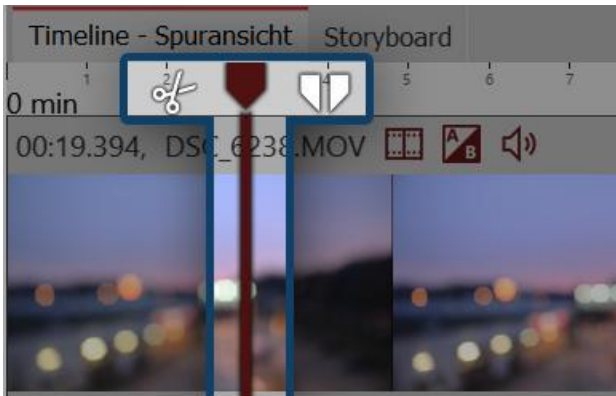 Timeline - Spuransicht Storyboard
1 2 5 6 7
0 min
00:19.394, DSC_6238.MOV A B